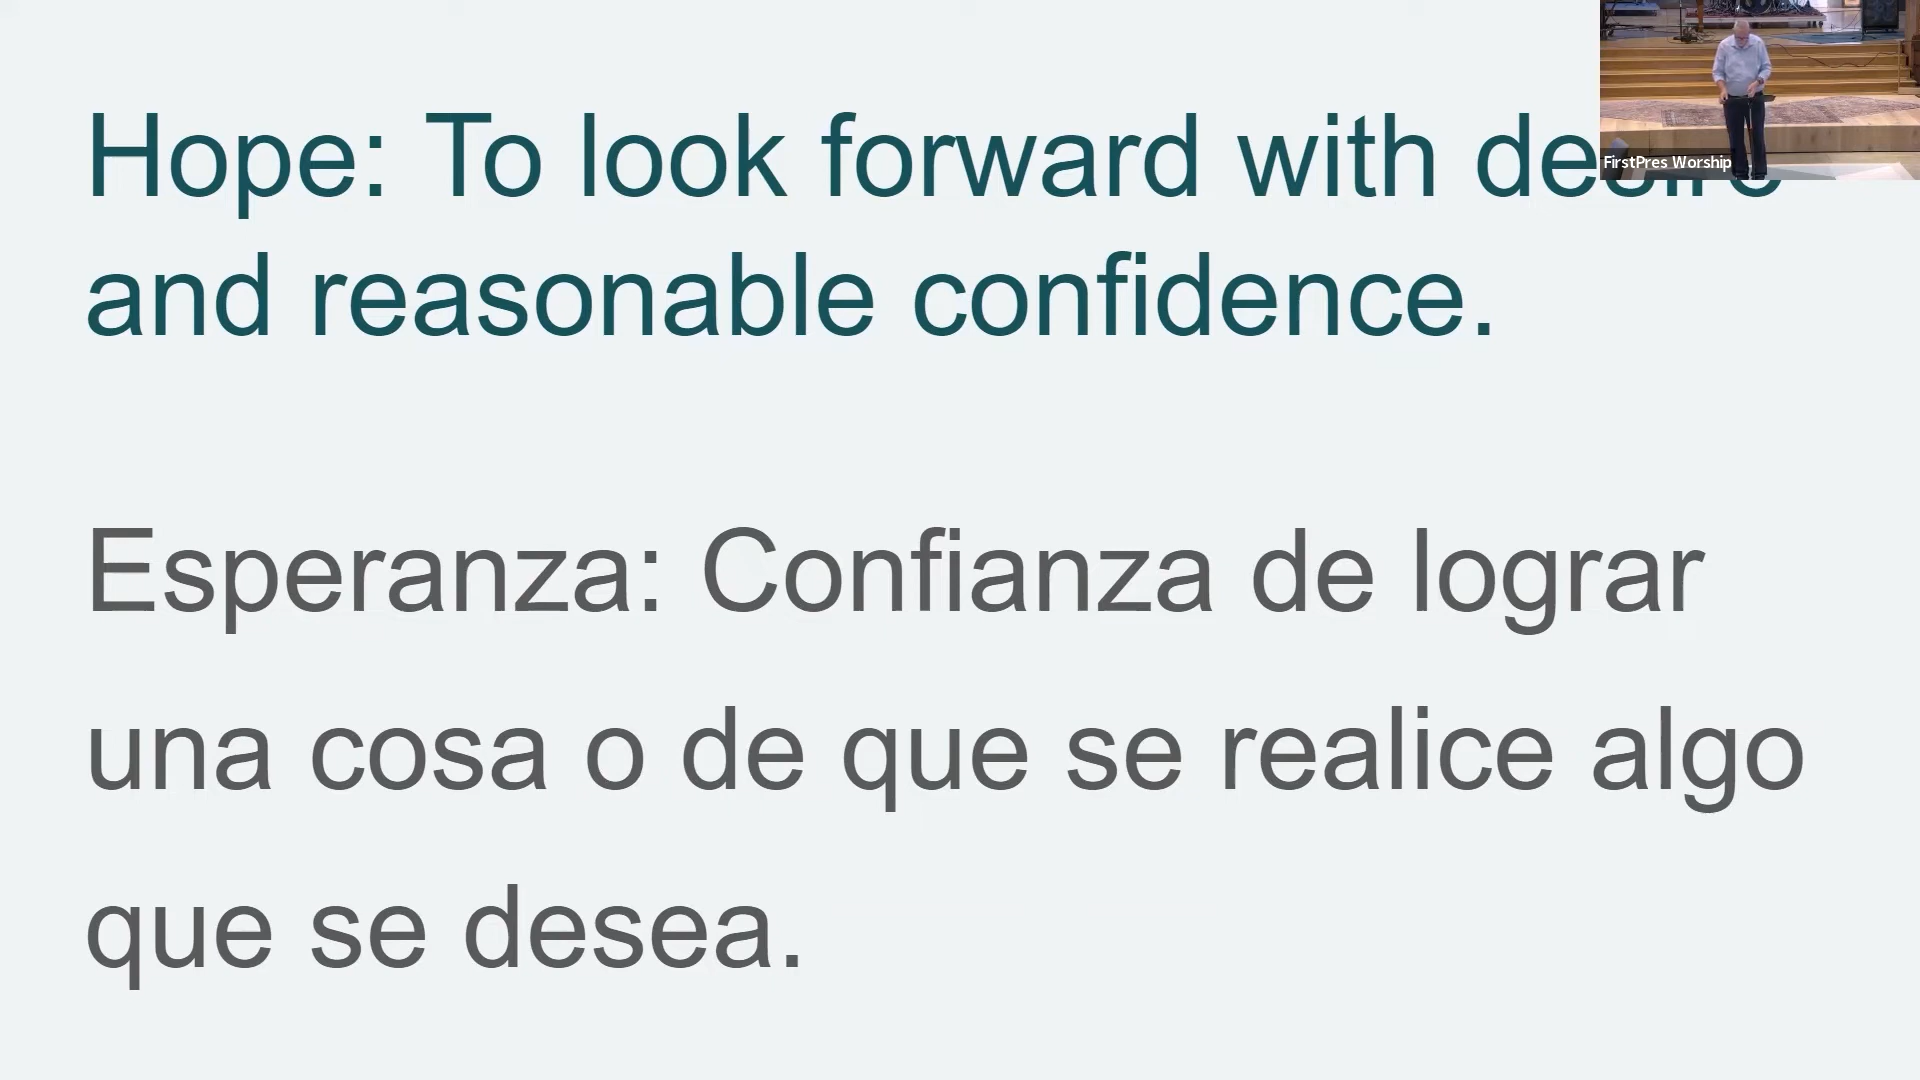 Hope: To look forward with desire
and reasonable confidence.
Esperanza: Confianza de lograr
una cosa o de que se realice algo
que se desea.
FirstPres Worship